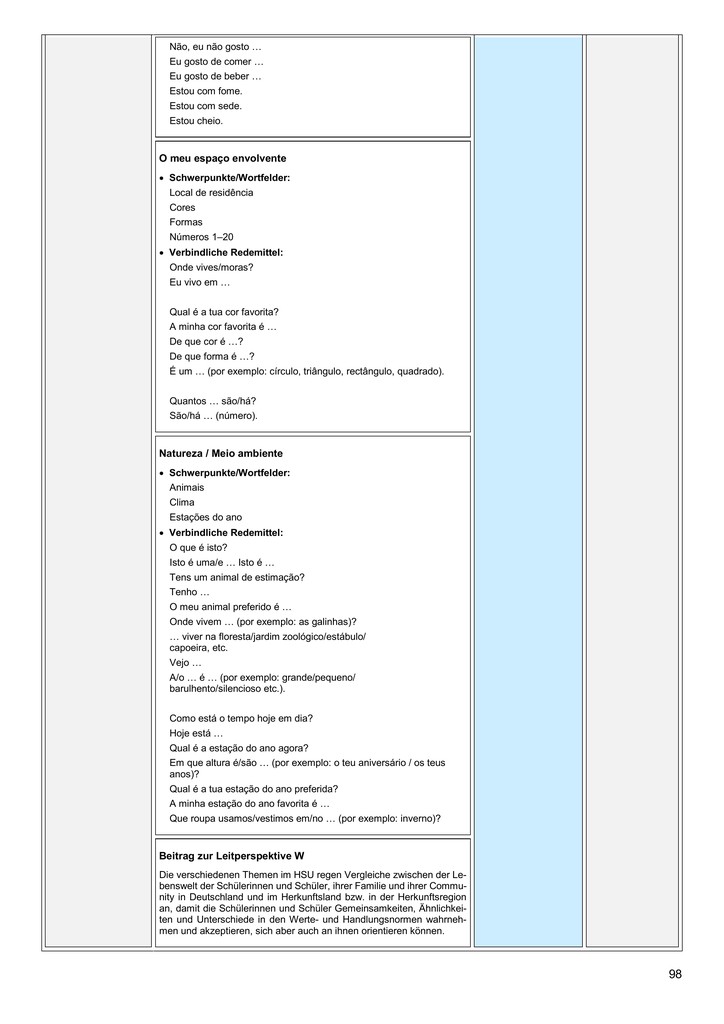 Não, eu não gosto …
Eu gosto de comer …
Eu gosto de beber …
Estou com fome.
Estou com sede.
Estou cheio.
O meu espaço envolvente
• Schwerpunkte/Wortfelder:
Local de residência
Cores
Formas
Números 1–20
• Verbindliche Redemittel:
Onde vives/moras?
Eu vivo em …
Qual é a tua cor favorita?
A minha cor favorita é …
De que cor é …?
De que forma é …?
É um … (por exemplo: círculo, triângulo, rectângulo, quadrado).
Quantos … são/há?
São/há … (número).
Natureza / Meio ambiente
• Schwerpunkte/Wortfelder:
Animais
Clima
Estações do ano
• Verbindliche Redemittel:
O que é isto?
Isto é uma/e … Isto é …
Tens um animal de estimação?
Tenho …
O meu animal preferido é …
Onde vivem … (por exemplo: as galinhas)?
… viver na floresta/jardim zoológico/estábulo/
capoeira, etc.
Vejo …
A/o … é … (por exemplo: grande/pequeno/
barulhento/silencioso etc.).
Como está o tempo hoje em dia?
Hoje está …
Qual é a estação do ano agora?
Em que altura é/são … (por exemplo: o teu aniversário / os teus
anos)?
Qual é a tua estação do ano preferida?
A minha estação do ano favorita é …
Que roupa usamos/vestimos em/no … (por exemplo: inverno)?
Beitrag zur Leitperspektive W
Die verschiedenen Themen im HSU regen Vergleiche zwischen der Le-
benswelt der Schülerinnen und Schüler, ihrer Familie und ihrer Commu-
nity in Deutschland und im Herkunftsland bzw. in der Herkunftsregion
an, damit die Schülerinnen und Schüler Gemeinsamkeiten, Ähnlichkei-
ten und Unterschiede in den Werte- und Handlungsnormen wahrneh-
men und akzeptieren, sich aber auch an ihnen orientieren können.
98